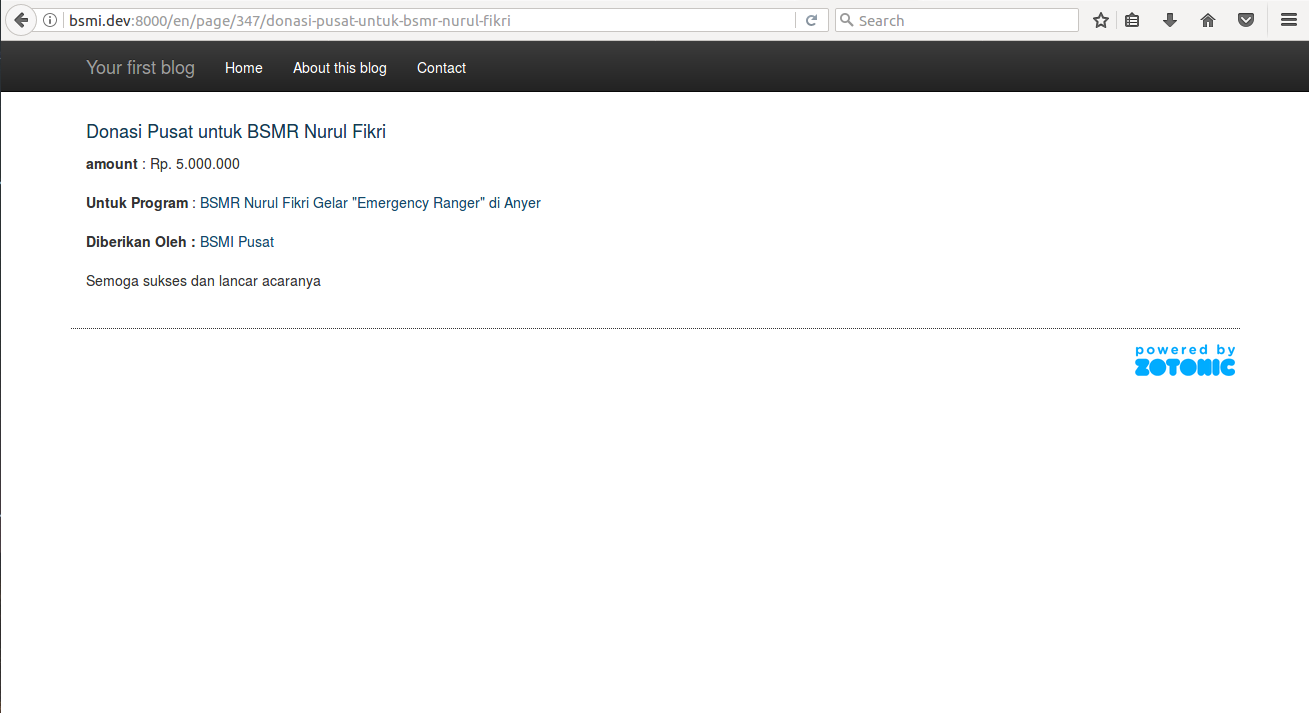 bsmi.dev:8000/en/page/347/donasi-pusat-untuk-bsmr-nurul-fikri
Search
Your first blog Home About this blog Contact
Donasi Pusat untuk BSMR Nurul Fikri
amount : Rp. 5.000.000
Untuk Program : BSMR Nurul Fikri Gelar "Emergency Ranger" di Anyer
Diberikan Oleh : BSMI Pusat
Semoga sukses dan lancar acaranya
powered by
ZOTONIC